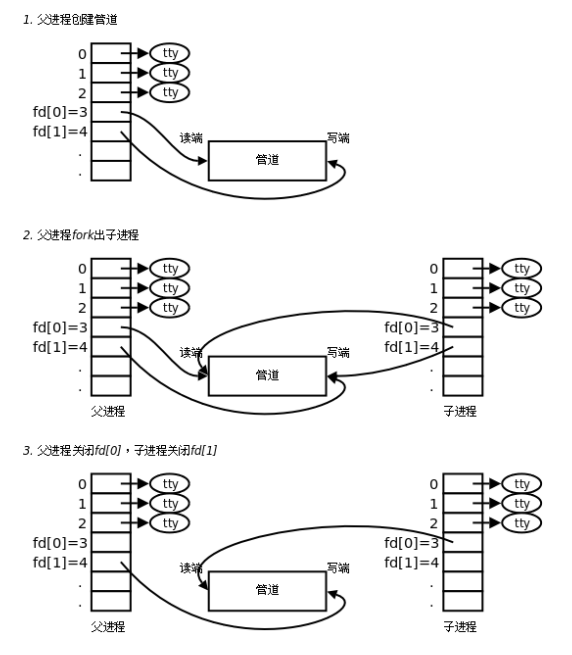 1. 父进程创建管道
0 tty
1 tty
2 tty
fd[0]=3
fd[1]=4
.
.
读端
写端
管道
2. 父进程fork出子进程
0 tty
1 tty
2 tty
fd[0]=3
fd[1]=4
.
.
父进程
读端
写端
管道
0 tty
1 tty
2 tty
fd[0]=3
fd[1]=4
.
.
子进程
3. 父进程关闭fd[0]，子进程关闭fd[1]
0 tty
1 tty
2 tty
fd[0]=3
fd[1]=4
.
.
父进程
读端
写端
管道
0 tty
1 tty
2 tty
fd[0]=3
fd[1]=4
.
.
子进程